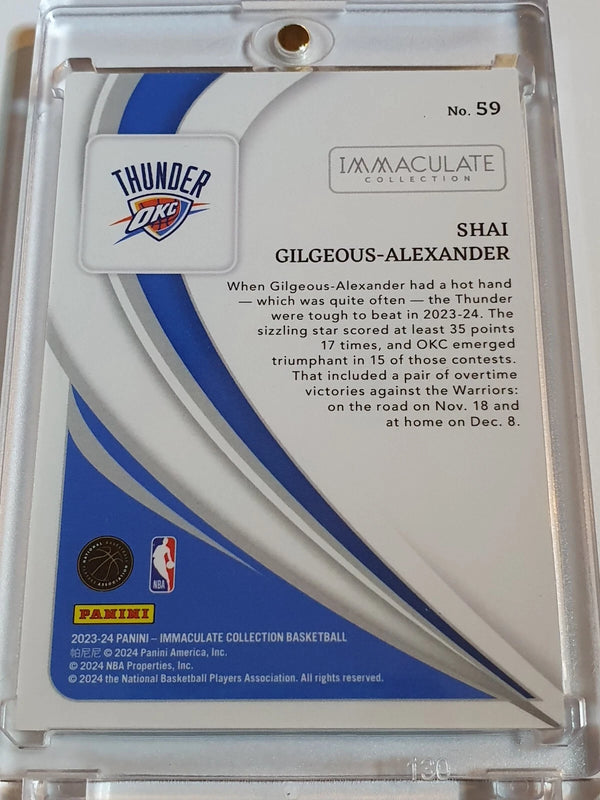 No. 59
THUNDER
OKC
IMMACULATE
COLLECTION
SHAI
GILGEOUS-ALEXANDER
When Gilgeous-Alexander had a hot hand
— which was quite often — the Thunder
were tough to beat in 2023-24. The
sizzling star scored at least 35 points
17 times, and OKC emerged
triumphant in 15 of those contests.
That included a pair of overtime
victories against the Warriors:
on the road on Nov. 18 and
at home on Dec. 8.
NATIONAL BASKETBALL
PLAYERS ASSOCIATION
NBA
PANINI
2023-24 PANINI – IMMACULATE COLLECTION BASKETBALL
帕尼尼 © 2024 Panini America, Inc.
© 2024 NBA Properties, Inc.
© 2024 the National Basketball Players Association. All rights reserved.
130